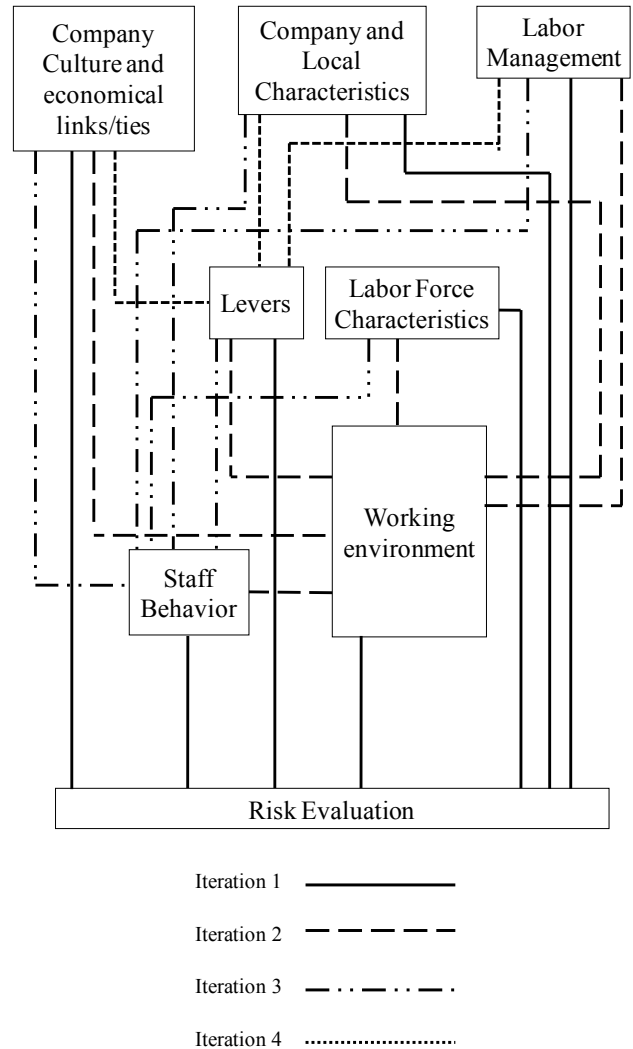 Company
Culture and
economical
links/ties
Company and
Local
Characteristics
Labor
Management
Levers
Labor Force
Characteristics
Working
environment
Staff
Behavior
Risk Evaluation
Iteration 1
Iteration 2
Iteration 3
Iteration 4